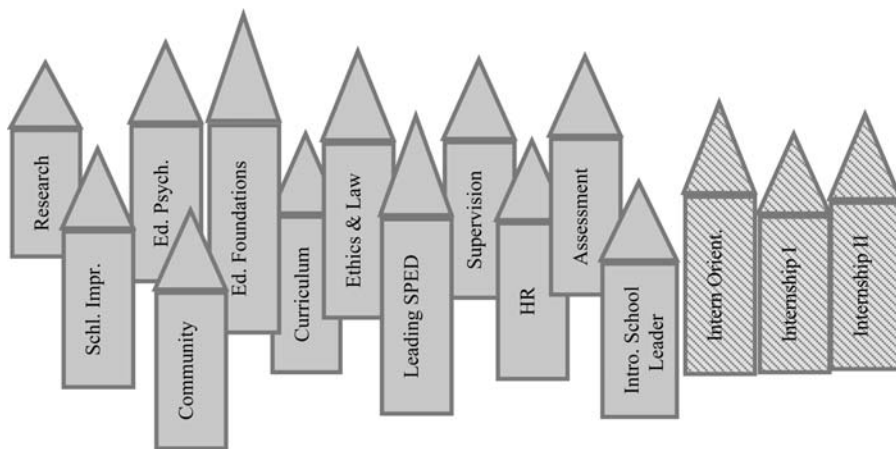 Research
Schl. Impr.
Ed. Psych.
Community
Ed. Foundations
Curriculum
Ethics & Law
Leading SPED
Supervision
HR
Assessment
Intro. School
Leader
Intern Orient.
Internship I
Internship II